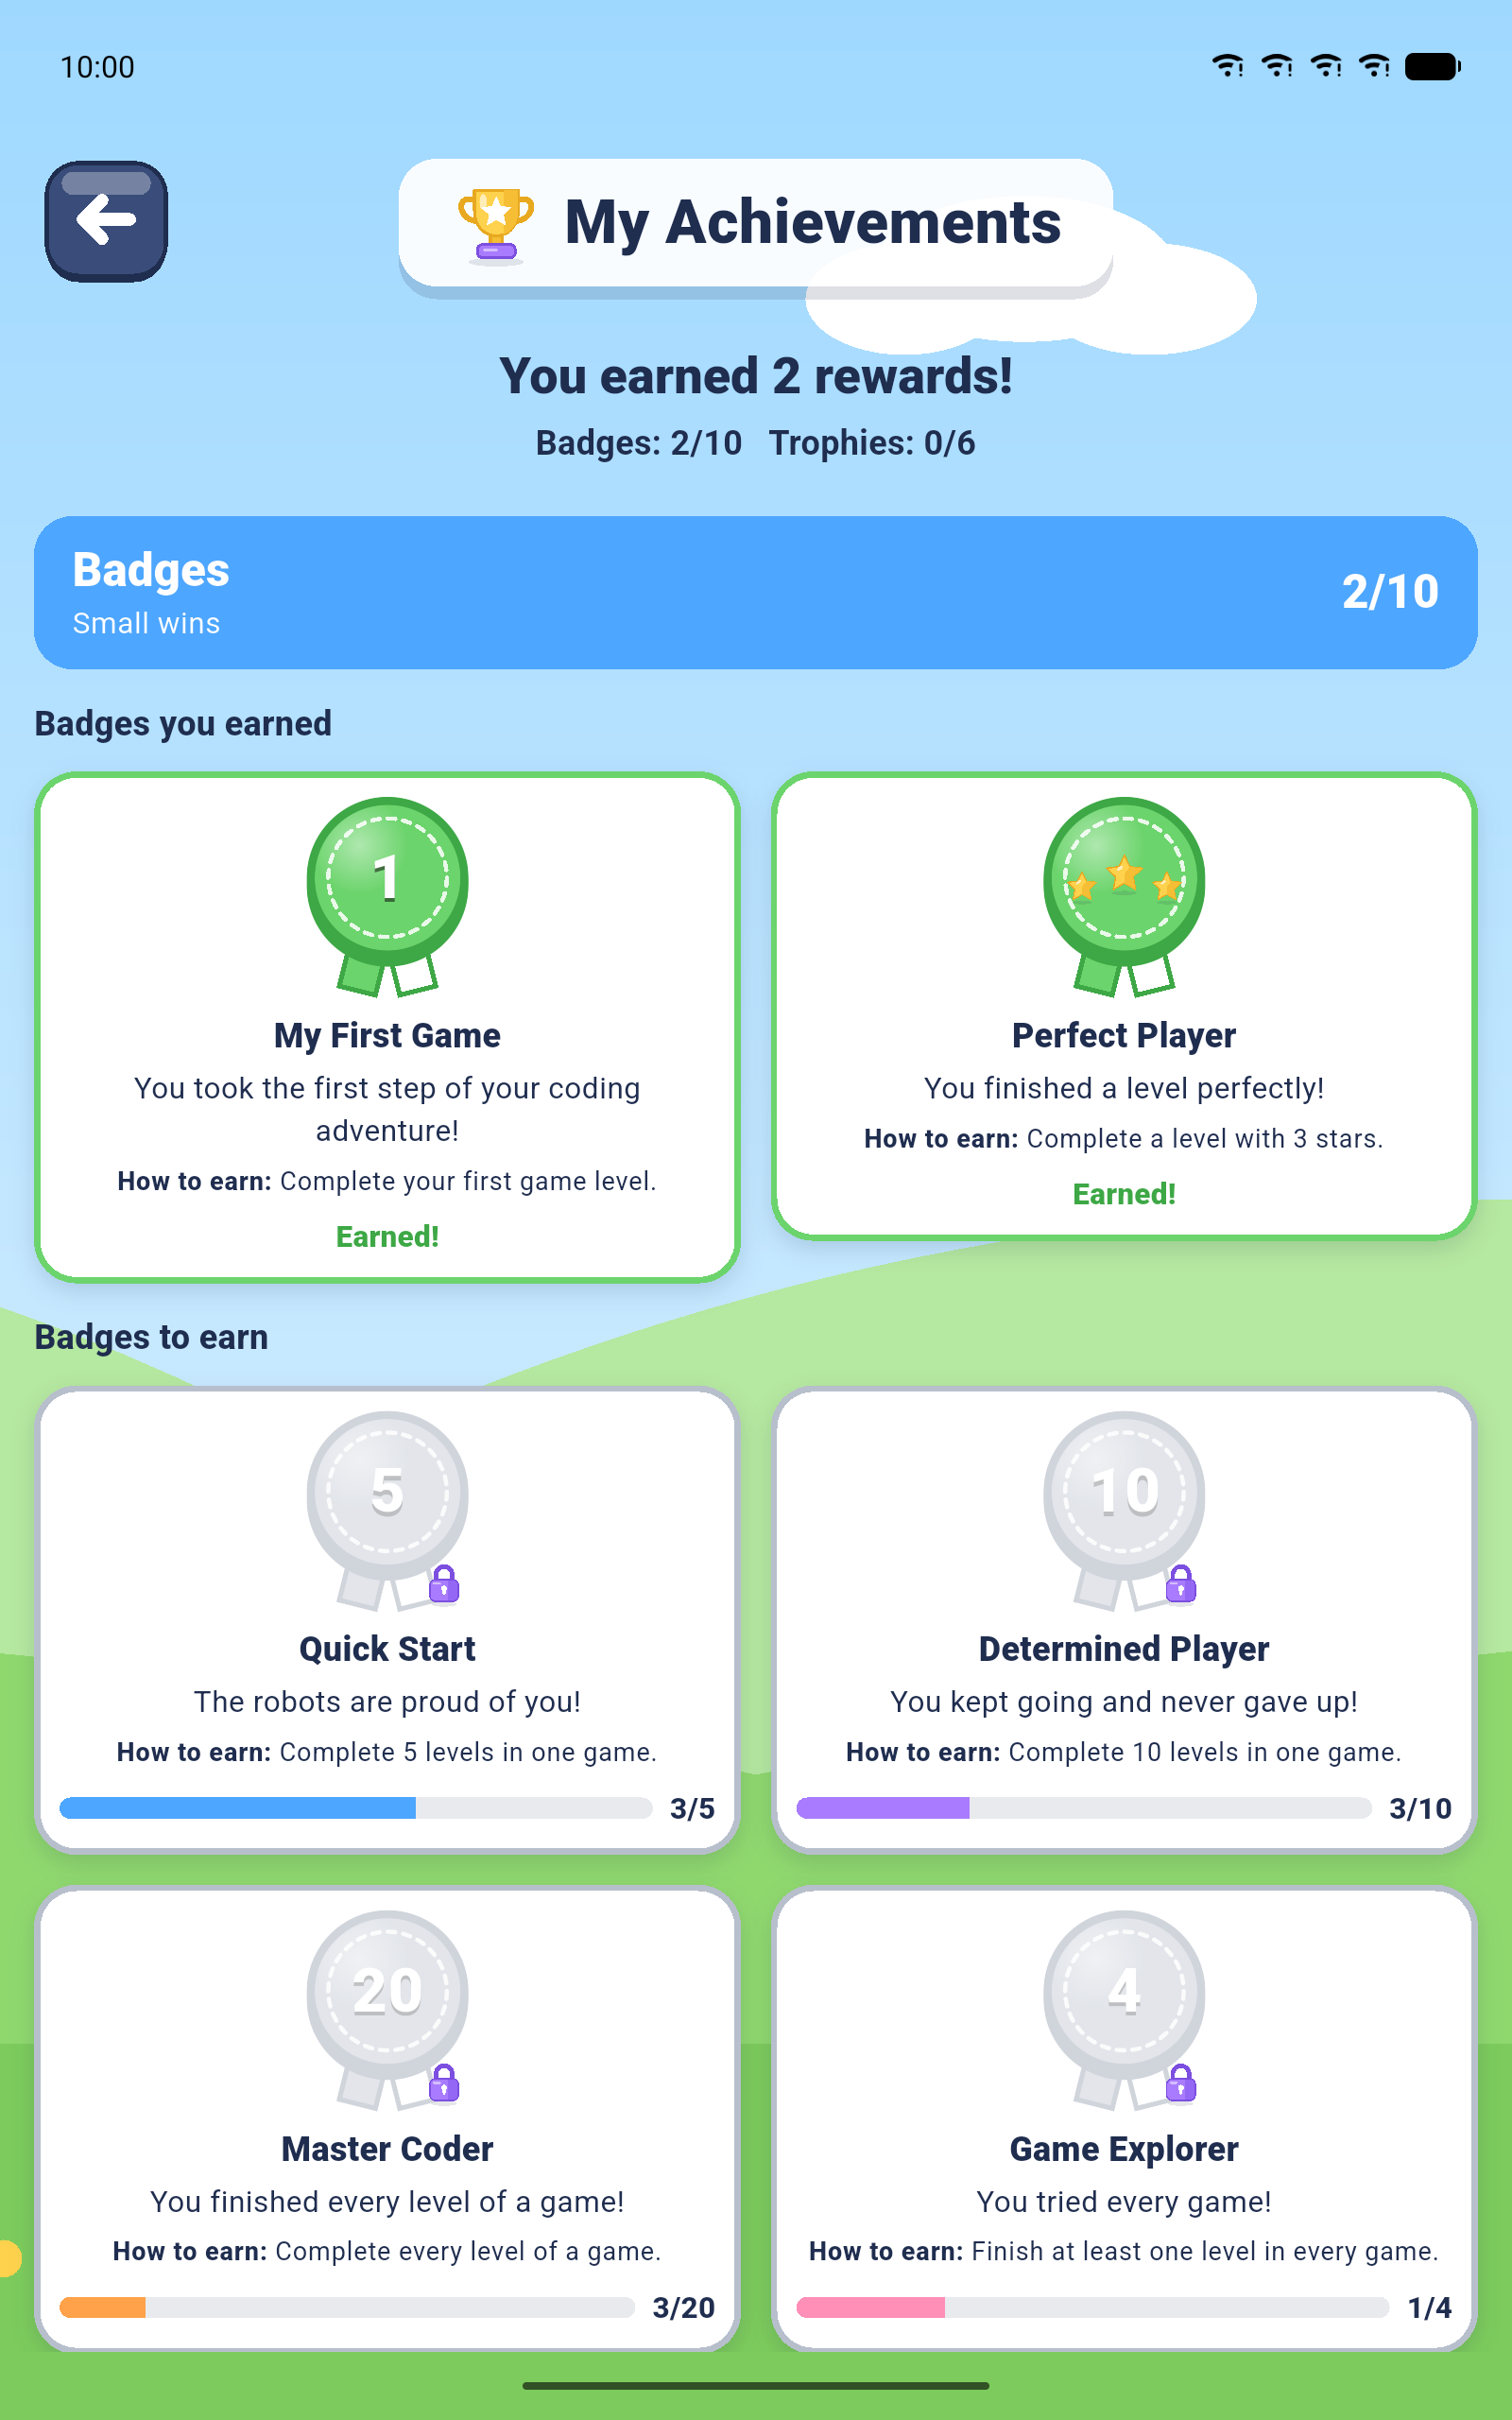 10:00
My Achievements
You earned 2 rewards!
Badges: 2/10 Trophies: 0/6
Badges
Small wins
2/10
Badges you earned
1
My First Game
You took the first step of your coding
adventure!
How to earn: Complete your first game level.
Earned!
Perfect Player
You finished a level perfectly!
How to earn: Complete a level with 3 stars.
Earned!
Badges to earn
5
Quick Start
The robots are proud of you!
How to earn: Complete 5 levels in one game.
3/5
10
Determined Player
You kept going and never gave up!
How to earn: Complete 10 levels in one game.
3/10
20
Master Coder
You finished every level of a game!
How to earn: Complete every level of a game.
3/20
4
Game Explorer
You tried every game!
How to earn: Finish at least one level in every game.
1/4